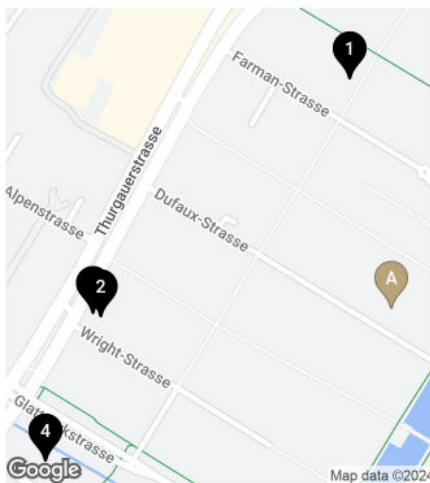 1
Farman-Strasse
Thurgauerstrasse
Alpenstrasse
Dufaux-Strasse
A
2
Wright-Strasse
4
Google
Map data ©2024